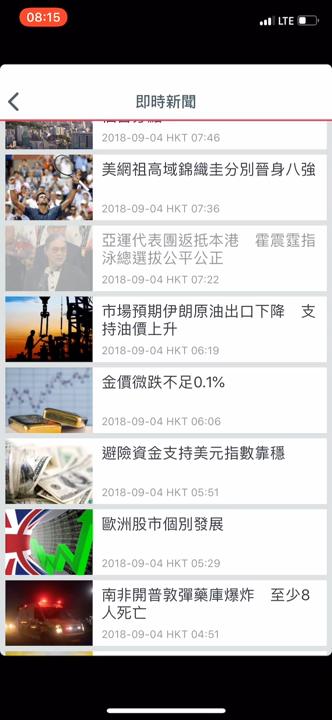 08:15
LTE
即時新聞
2018-09-04 HKT 07:46
美網祖高域錦織圭分別晉身八強
2018-09-04 HKT 07:36
亞運代表團返抵本港　霍震霆指
泳總選拔公平公正
2018-09-04 HKT 07:22
市場預期伊朗原油出口下降　支
持油價上升
2018-09-04 HKT 06:19
金價微跌不足0.1%
2018-09-04 HKT 06:06
避險資金支持美元指數靠穩
2018-09-04 HKT 05:51
歐洲股市個別發展
2018-09-04 HKT 05:29
南非開普敦彈藥庫爆炸　至少8
人死亡
2018-09-04 HKT 04:51